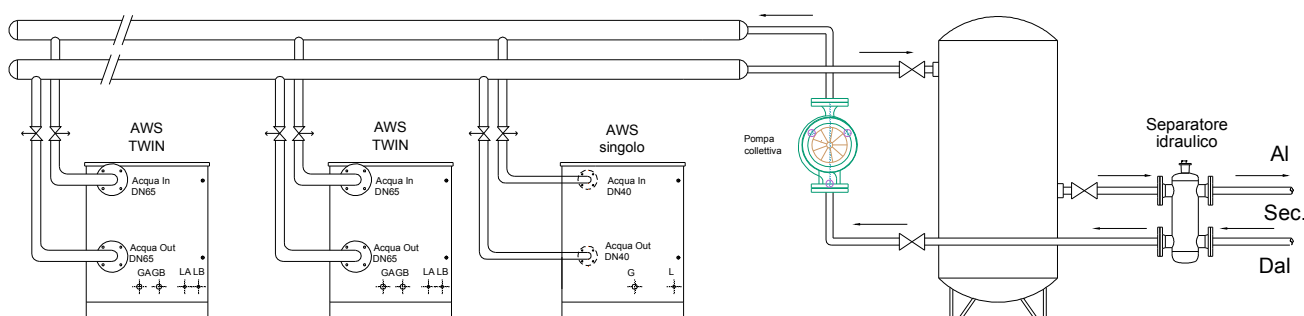 AWS
TWIN
AWS
TWIN
AWS
singolo
Pompa
collettiva
Separatore
idraulico
Al
Sec.
Dal
Acqua In
DN65
Acqua Out
DN65
GA GB
LA LB
Acqua In
DN65
Acqua Out
DN65
GA GB
LA LB
Acqua In
DN40
Acqua Out
DN40
G
L